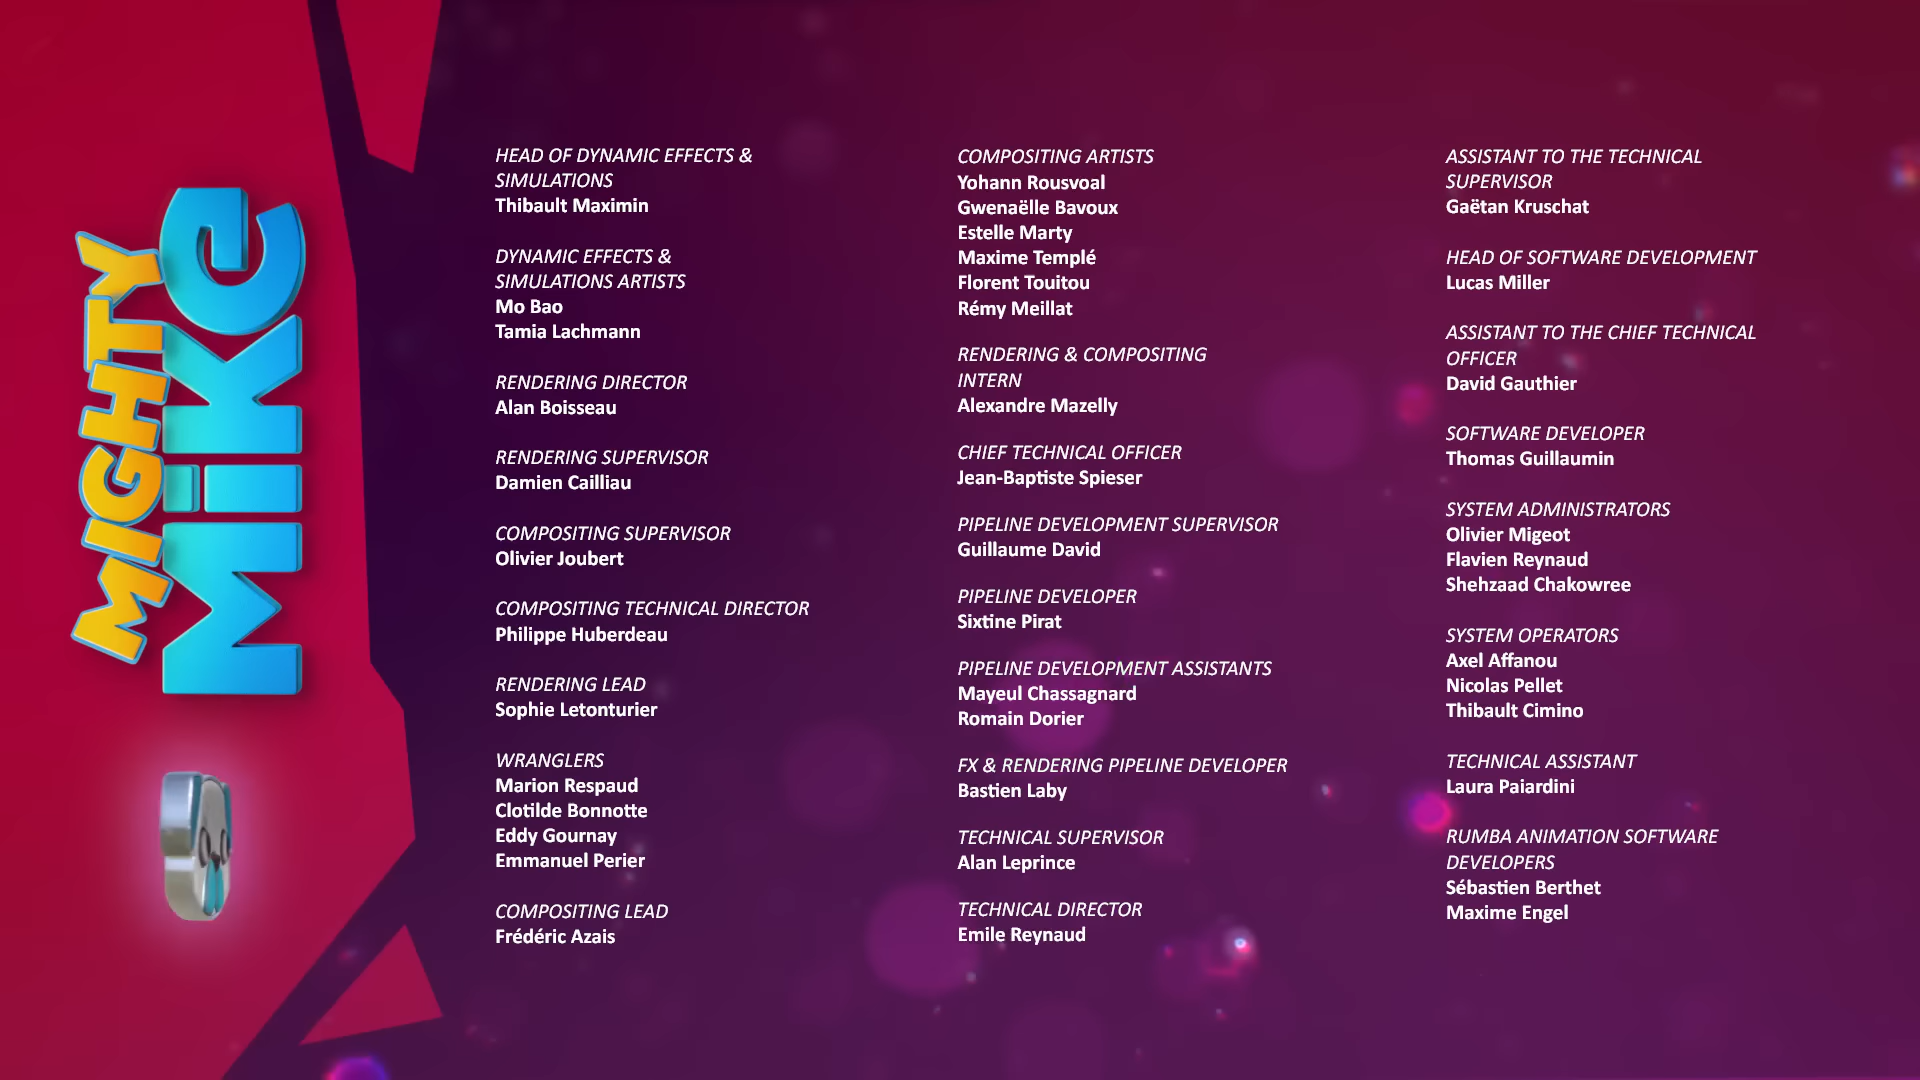 MIGHTY
MiKe
HEAD OF DYNAMIC EFFECTS &
SIMULATIONS
Thibault Maximin
DYNAMIC EFFECTS &
SIMULATIONS ARTISTS
Mo Bao
Tamia Lachmann
RENDERING DIRECTOR
Alan Boisseau
RENDERING SUPERVISOR
Damien Cailliau
COMPOSITING SUPERVISOR
Olivier Joubert
COMPOSITING TECHNICAL DIRECTOR
Philippe Huberdeau
RENDERING LEAD
Sophie Letonturier
WRANGLERS
Marion Respaud
Clotilde Bonnotte
Eddy Gournay
Emmanuel Perier
COMPOSITING LEAD
Frédéric Azais
COMPOSITING ARTISTS
Yohann Rousvoal
Gwenaëlle Bavoux
Estelle Marty
Maxime Templé
Florent Touitou
Rémy Meillat
RENDERING & COMPOSITING
INTERN
Alexandre Mazelly
CHIEF TECHNICAL OFFICER
Jean-Baptiste Spieser
PIPELINE DEVELOPMENT SUPERVISOR
Guillaume David
PIPELINE DEVELOPER
Sixtine Pirat
PIPELINE DEVELOPMENT ASSISTANTS
Mayeul Chassagnard
Romain Dorier
FX & RENDERING PIPELINE DEVELOPER
Bastien Laby
TECHNICAL SUPERVISOR
Alan Leprince
TECHNICAL DIRECTOR
Emile Reynaud
ASSISTANT TO THE TECHNICAL
SUPERVISOR
Gaëtan Kruschat
HEAD OF SOFTWARE DEVELOPMENT
Lucas Miller
ASSISTANT TO THE CHIEF TECHNICAL
OFFICER
David Gauthier
SOFTWARE DEVELOPER
Thomas Guillaumin
SYSTEM ADMINISTRATORS
Olivier Migeot
Flavien Reynaud
Shehzaad Chakowree
SYSTEM OPERATORS
Axel Affanou
Nicolas Pellet
Thibault Cimino
TECHNICAL ASSISTANT
Laura Paiardini
RUMBA ANIMATION SOFTWARE
DEVELOPERS
Sébastien Berthet
Maxime Engel